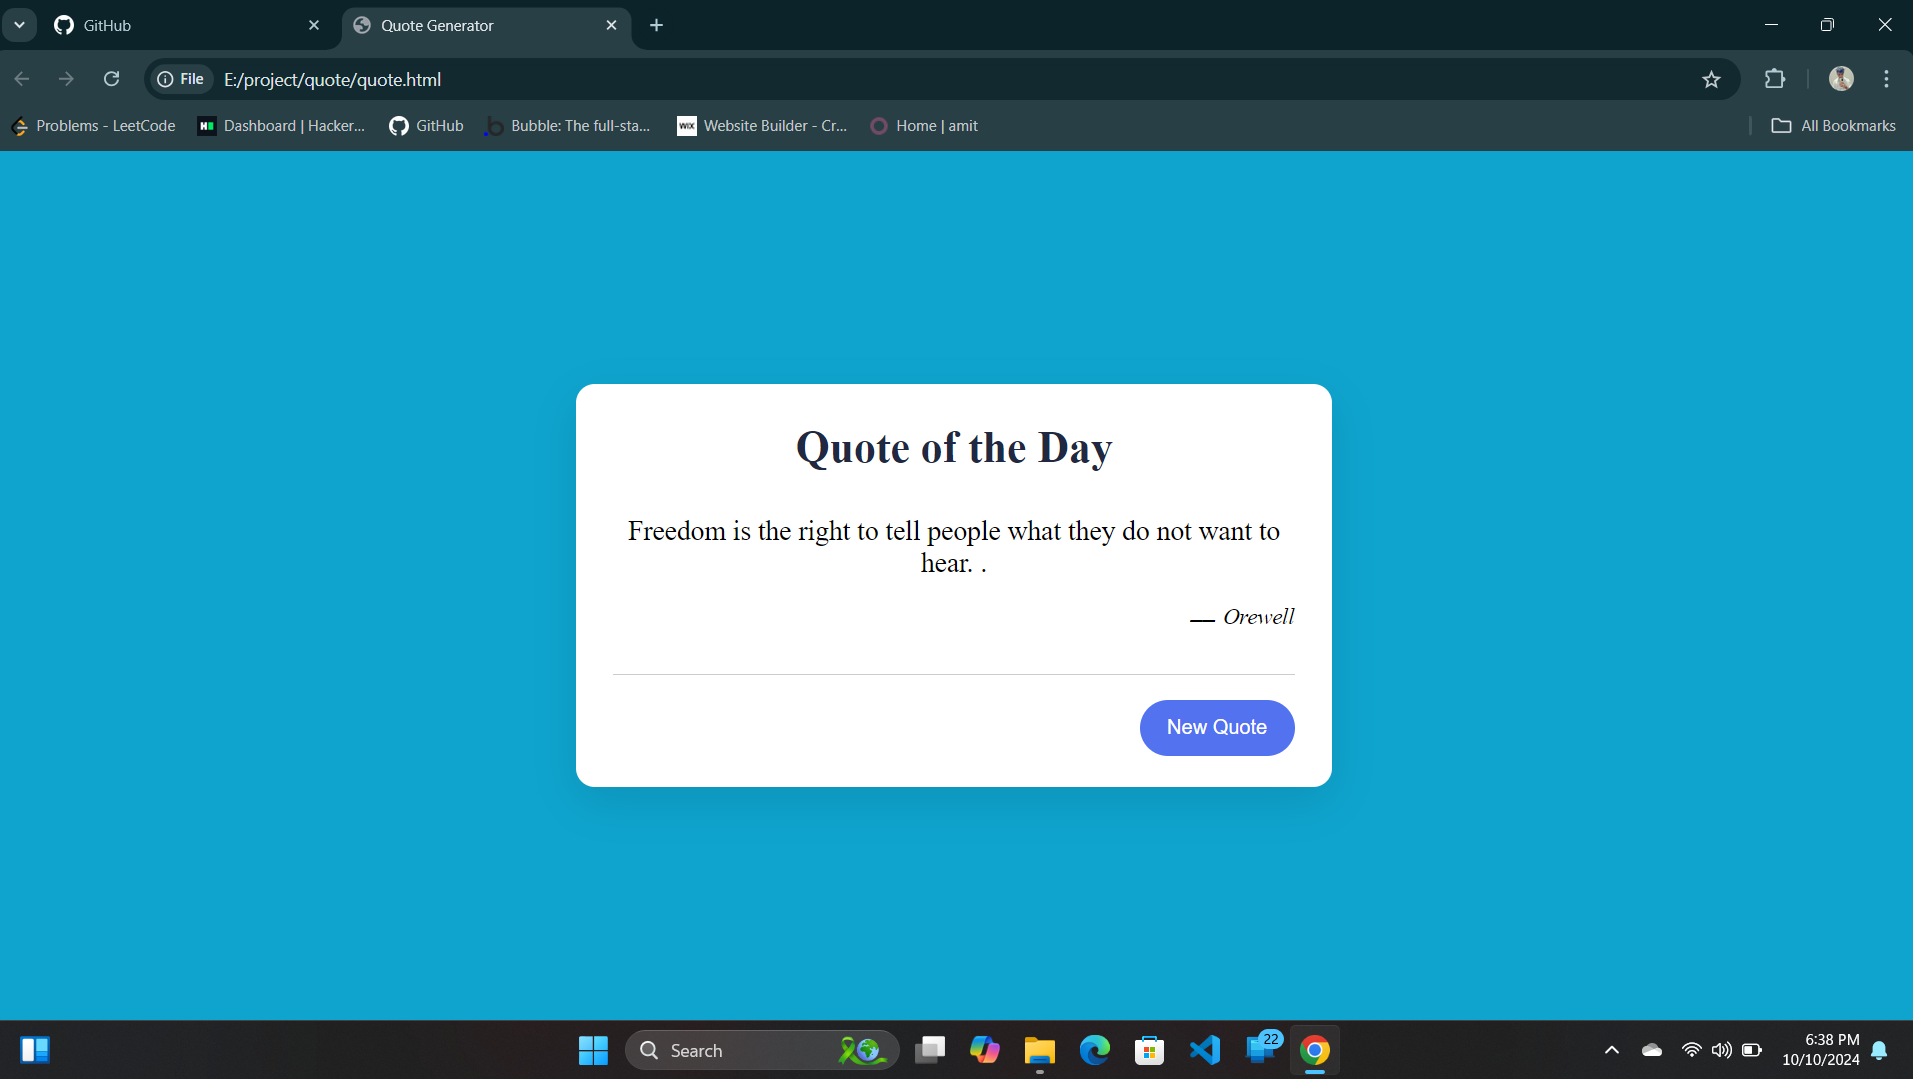 GitHub
Quote Generator
File E:/project/quote/quote.html
Problems - LeetCode Dashboard | Hacker... GitHub Bubble: The full-sta... WIX Website Builder - Cr... Home | amit All Bookmarks
Quote of the Day
Freedom is the right to tell people what they do not want to
hear. .
— Orewell
New Quote
Search
22
6:38 PM
10/10/2024